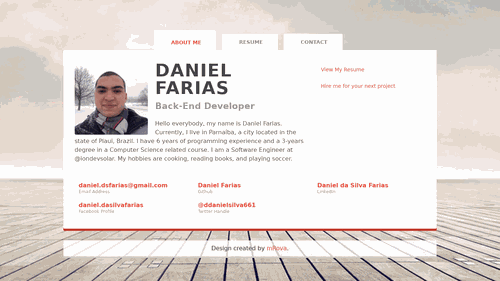 ABOUT ME
RESUME
CONTACT
DANIEL
FARIAS
Back-End Developer
Hello everybody, my name is Daniel Farias.
Currently, I live in Parnaíba, a city located in the
state of Piauí, Brazil. I have 6 years of programming experience and a 3-years
degree in a Computer Science related course. I am a Software Engineer at
@iondevsolar. My hobbies are cooking, reading books, and playing soccer.
View My Resume
Hire me for your next project
daniel.dsfarias@gmail.com
Email Address
Daniel Farias
Github
Daniel da Silva Farias
LinkedIn
daniel.dasilvafarias
Facebook Profile
@ddanielsilva661
Twitter Handle
Design created by mRova.